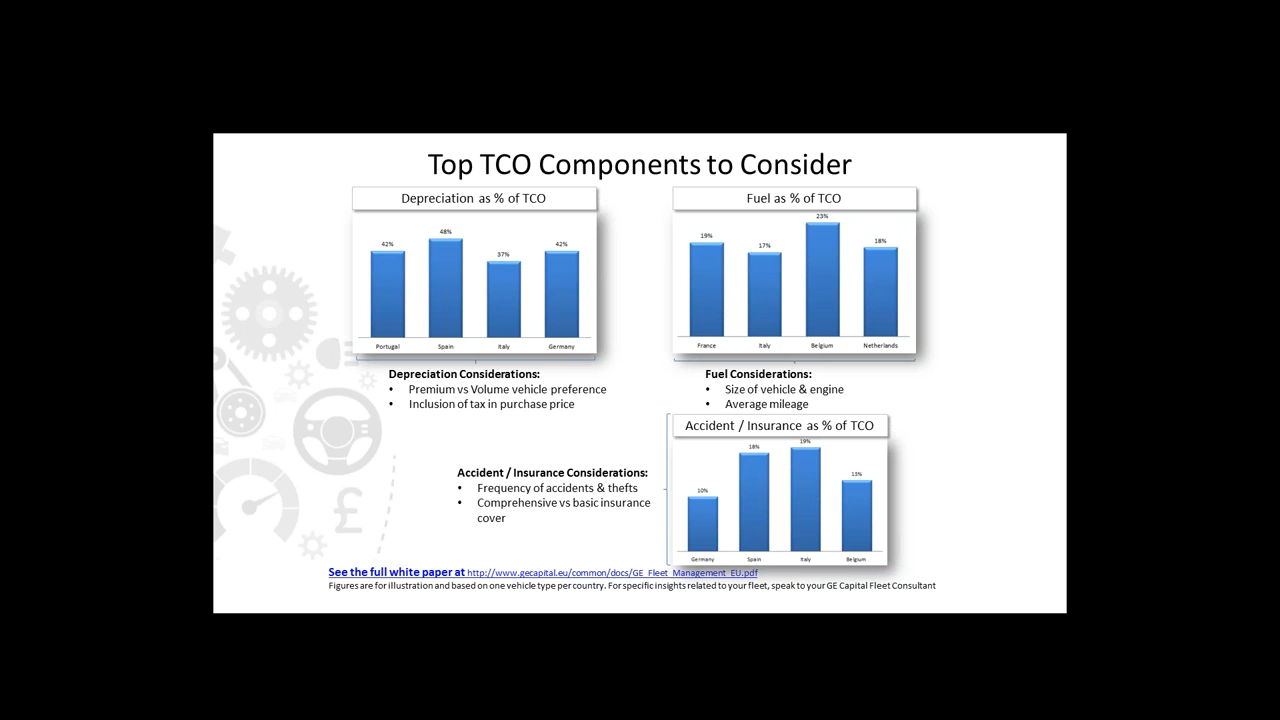 Top TCO Components to Consider
Depreciation as % of TCO
42%
48%
37%
42%
Portugal
Spain
Italy
Germany
Depreciation Considerations:
• Premium vs Volume vehicle preference
• Inclusion of tax in purchase price
Fuel as % of TCO
19%
17%
23%
18%
France
Italy
Belgium
Netherlands
Fuel Considerations:
• Size of vehicle & engine
• Average mileage
Accident / Insurance Considerations:
• Frequency of accidents & thefts
• Comprehensive vs basic insurance
cover
Accident / Insurance as % of TCO
10%
18%
19%
13%
Germany
Spain
Italy
Belgium
£
See the full white paper at http://www.gecapital.eu/common/docs/GE_Fleet_Management_EU.pdf
Figures are for illustration and based on one vehicle type per country. For specific insights related to your fleet, speak to your GE Capital Fleet Consultant